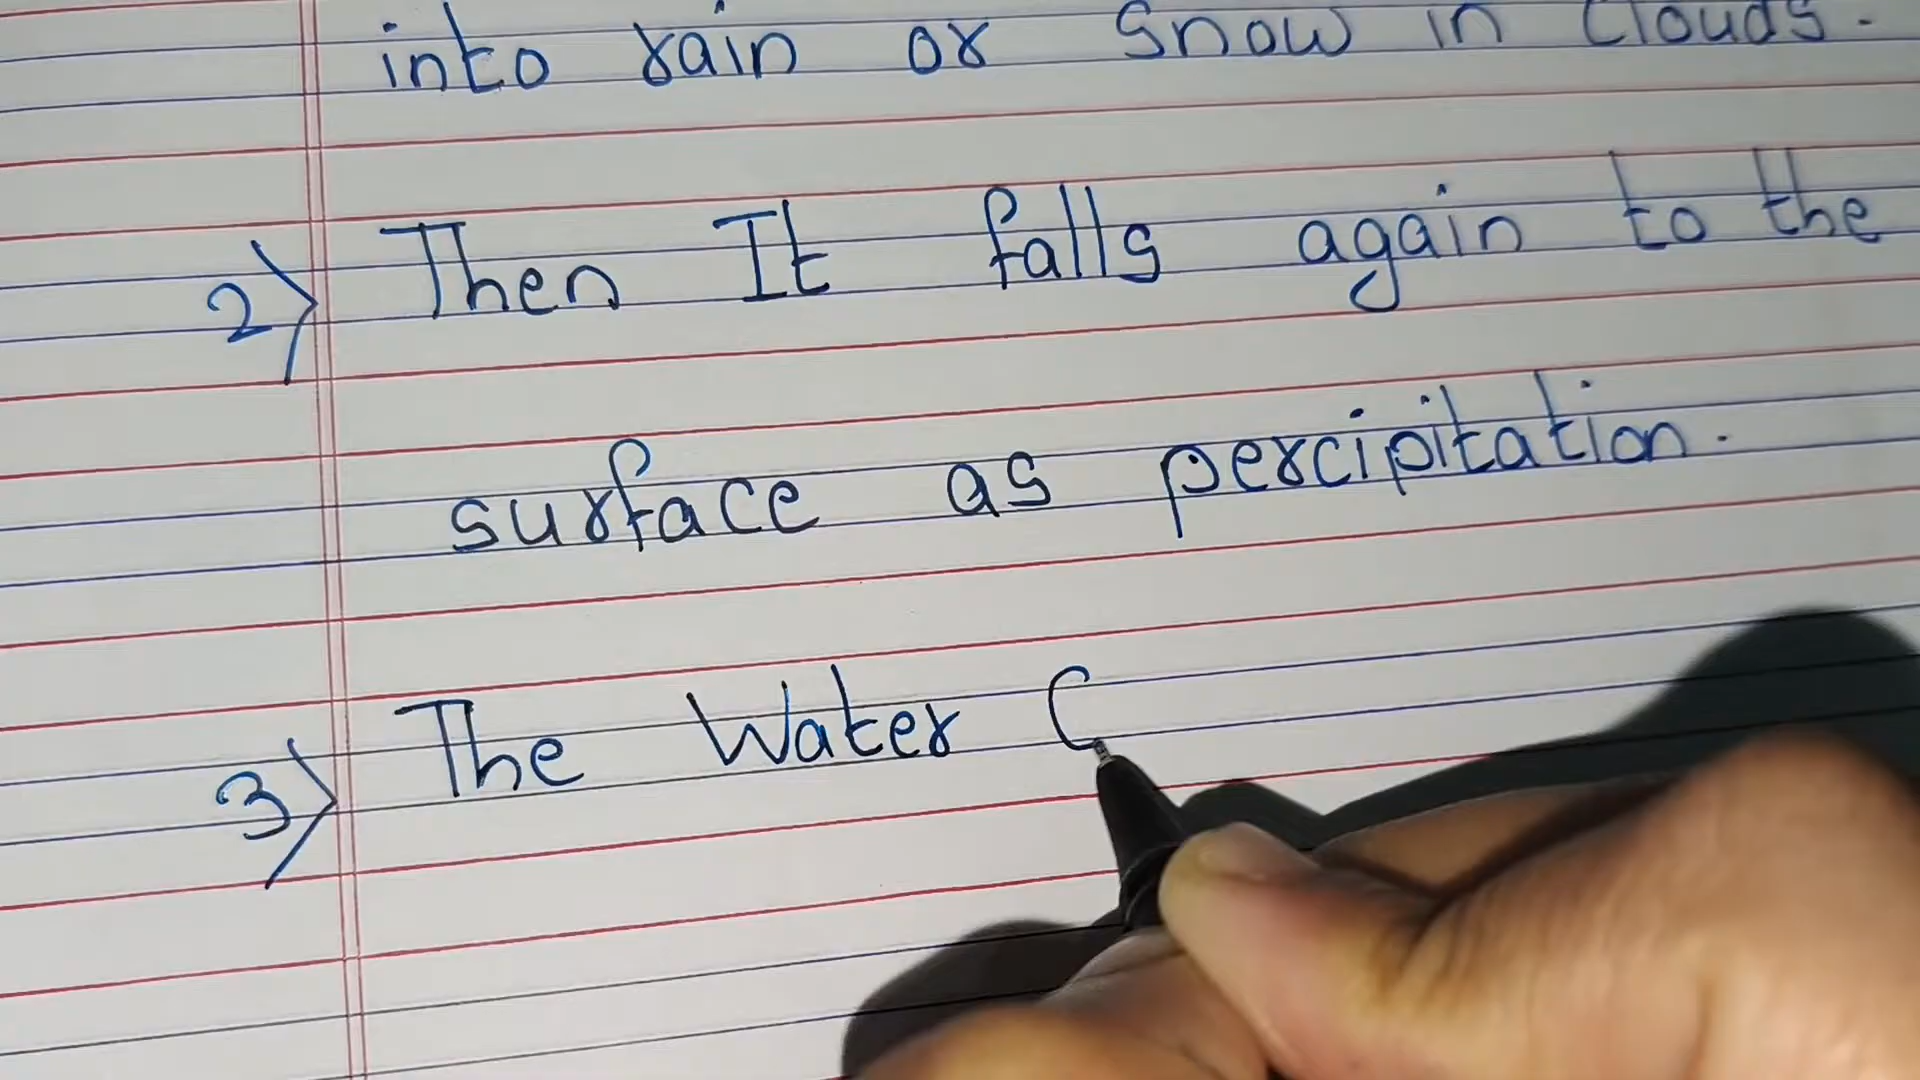 into rain or Snow in Clouds.
2) Then It falls again to the
surface as percipitation.
3) The Water C